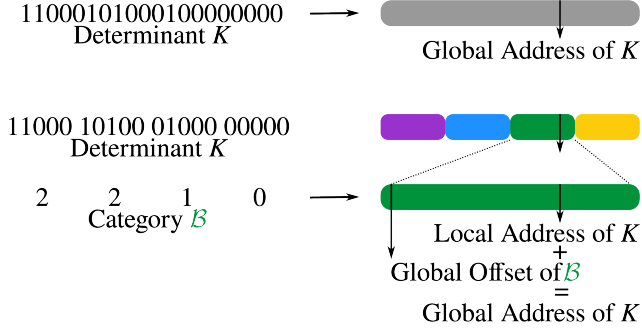 11000101000100000000
Determinant K
Global Address of K
11000 10100 01000 00000
Determinant K
2 2 1 0
Category ℬ
Local Address of K
+
Global Offset of ℬ
=
Global Address of K